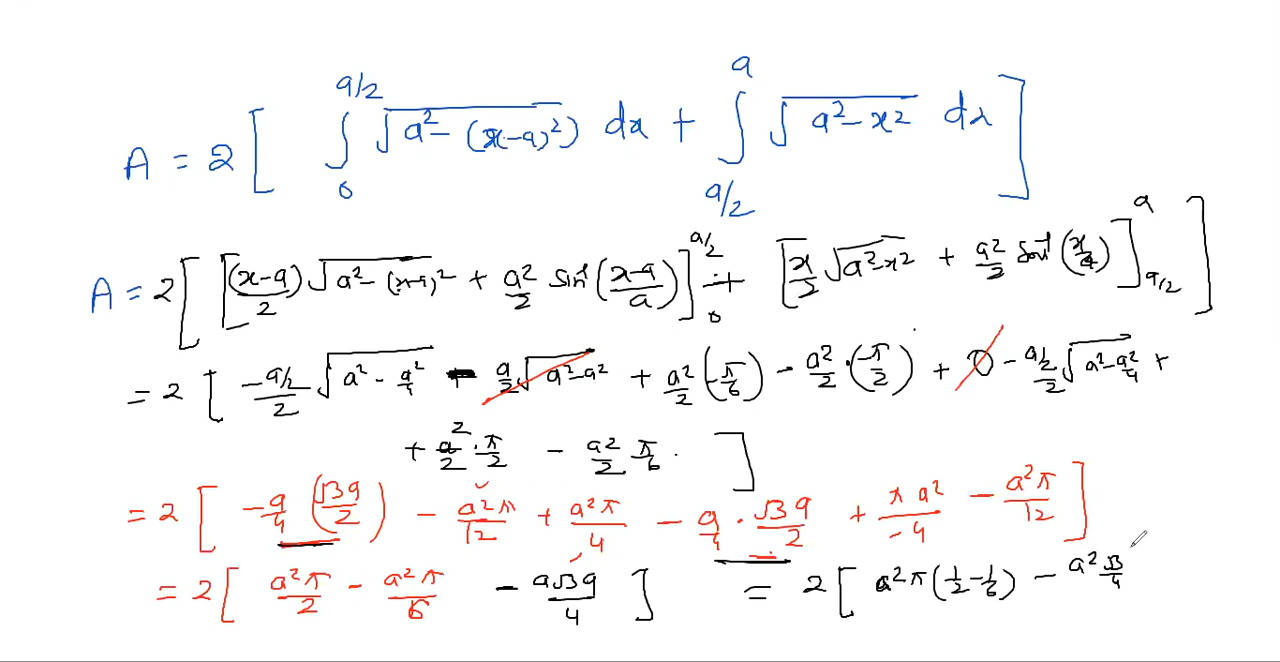 A = 2 [ ∫₀^{a/2} √(a² − (x−a)²) dx + ∫_{a/2}^{a} √(a² − x²) dx ]
A = 2 [ [ (x−a)/2 √(a² − (x−a)²) + a²/2 sin⁻¹((x−a)/a) ]₀^{a/2} + [ x/2 √(a² − x²) + a²/2 sin⁻¹(x/a) ]_{a/2}^{a} ]
= 2 [ −a/2/2 √(a² − a²/4) − a/2 √(a² − a²) + a²/2 (−π/6) − a²/2 · (−π/2) + 0 − a/2/2 √(a² − a²/4) +
+ a²/2 · π/2 − a²/2 π/6 . ]
= 2 [ −a/4 (√3a/2) − a²π/12 + a²π/4 − a/4 · √3a/2 + πa²/4 − a²π/12 ]
= 2 [ a²π/2 − a²π/6 − a√3a/4 ] = 2 [ a²π (1/2 − 1/6) − a²√3/4